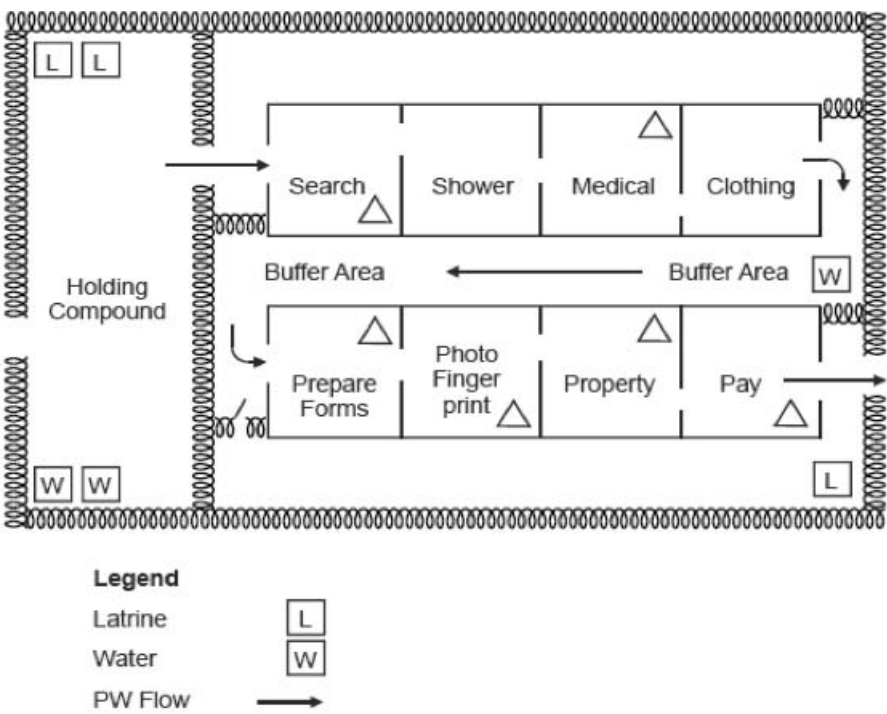 L L
Search
Shower
Medical
Clothing
Buffer Area
Buffer Area
W
Holding
Compound
Prepare
Forms
Photo
Finger
print
Property
Pay
W W
L
Legend
Latrine L
Water W
PW Flow